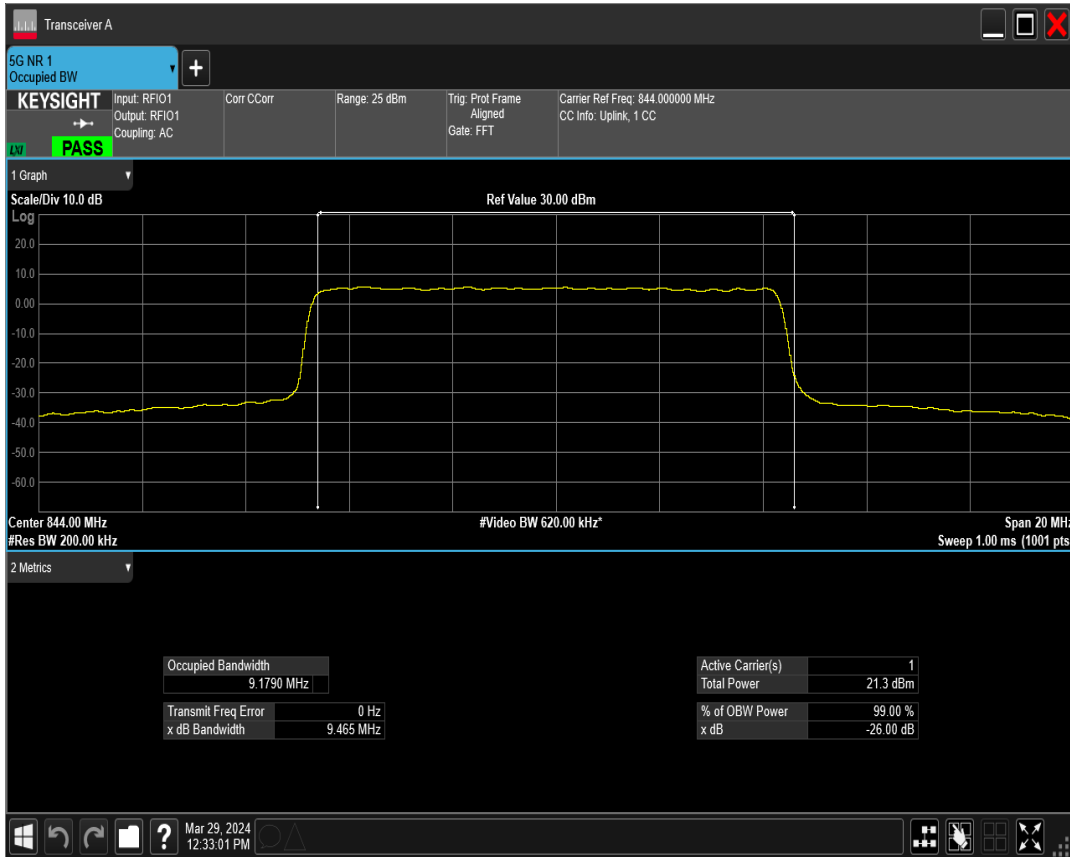 Transceiver A
5G NR 1
Occupied BW
KEYSIGHT
LXI
PASS
Input: RFIO1
Output: RFIO1
Coupling: AC
Corr CCorr
Range: 25 dBm
Trig: Prot Frame
Aligned
Gate: FFT
Carrier Ref Freq: 844.000000 MHz
CC Info: Uplink, 1 CC
1 Graph
Scale/Div 10.0 dB
Ref Value 30.00 dBm
Log
20.0
10.0
0.00
-10.0
-20.0
-30.0
-40.0
-50.0
-60.0
Center 844.00 MHz
#Video BW 620.00 kHz*
Span 20 MHz
#Res BW 200.00 kHz
Sweep 1.00 ms (1001 pts
2 Metrics
Occupied Bandwidth
9.1790 MHz
Transmit Freq Error 0 Hz
x dB Bandwidth 9.465 MHz
Active Carrier(s) 1
Total Power 21.3 dBm
% of OBW Power 99.00 %
x dB -26.00 dB
?
Mar 29, 2024
12:33:01 PM